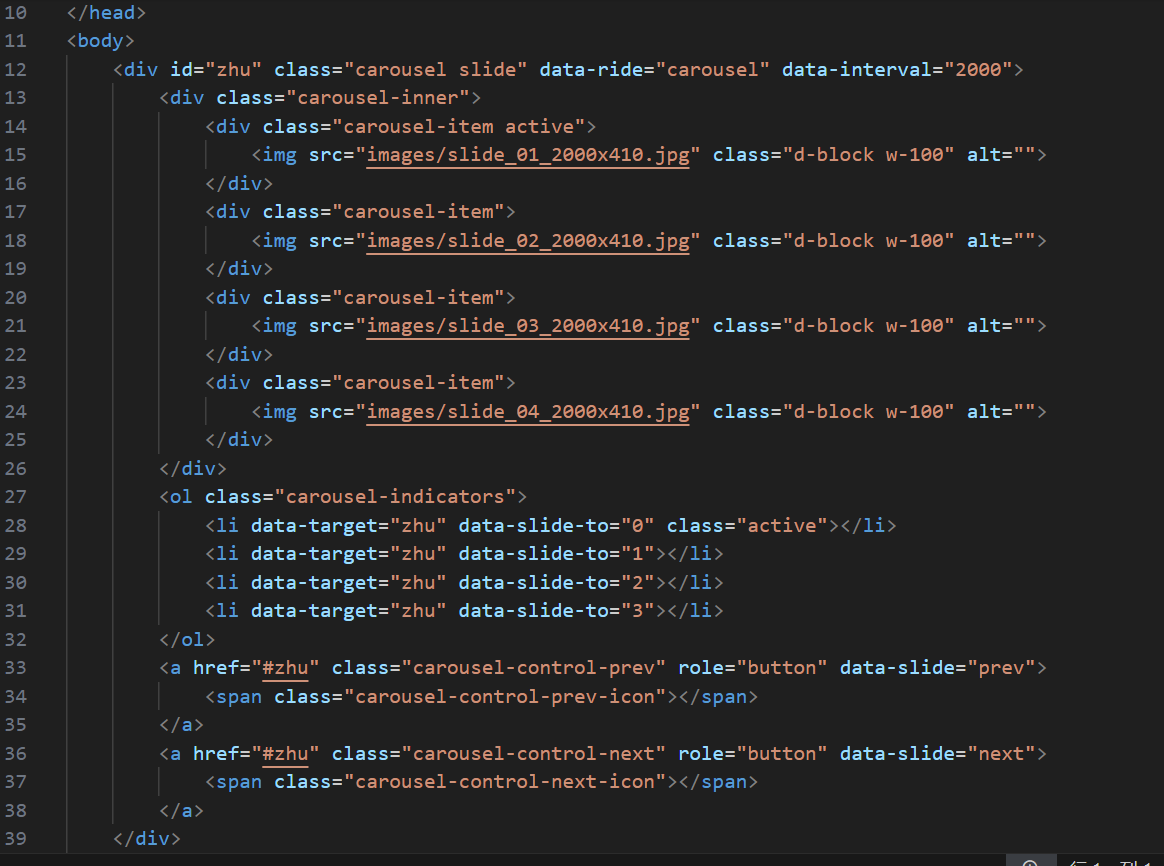 10 </head>
11 <body>
12 <div id="zhu" class="carousel slide" data-ride="carousel" data-interval="2000">
13 <div class="carousel-inner">
14 <div class="carousel-item active">
15 <img src="images/slide_01_2000x410.jpg" class="d-block w-100" alt="">
16 </div>
17 <div class="carousel-item">
18 <img src="images/slide_02_2000x410.jpg" class="d-block w-100" alt="">
19 </div>
20 <div class="carousel-item">
21 <img src="images/slide_03_2000x410.jpg" class="d-block w-100" alt="">
22 </div>
23 <div class="carousel-item">
24 <img src="images/slide_04_2000x410.jpg" class="d-block w-100" alt="">
25 </div>
26 </div>
27 <ol class="carousel-indicators">
28 <li data-target="zhu" data-slide-to="0" class="active"></li>
29 <li data-target="zhu" data-slide-to="1"></li>
30 <li data-target="zhu" data-slide-to="2"></li>
31 <li data-target="zhu" data-slide-to="3"></li>
32 </ol>
33 <a href="#zhu" class="carousel-control-prev" role="button" data-slide="prev">
34 <span class="carousel-control-prev-icon"></span>
35 </a>
36 <a href="#zhu" class="carousel-control-next" role="button" data-slide="next">
37 <span class="carousel-control-next-icon"></span>
38 </a>
39 </div>